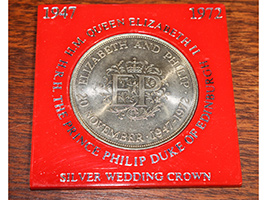 1947 1972
H.M. QUEEN ELIZABETH II
H.R.H. THE PRINCE PHILIP DUKE OF EDINBURGH
ELIZABETH AND PHILIP
20 NOVEMBER · 1947-1972
EP
SILVER WEDDING CROWN